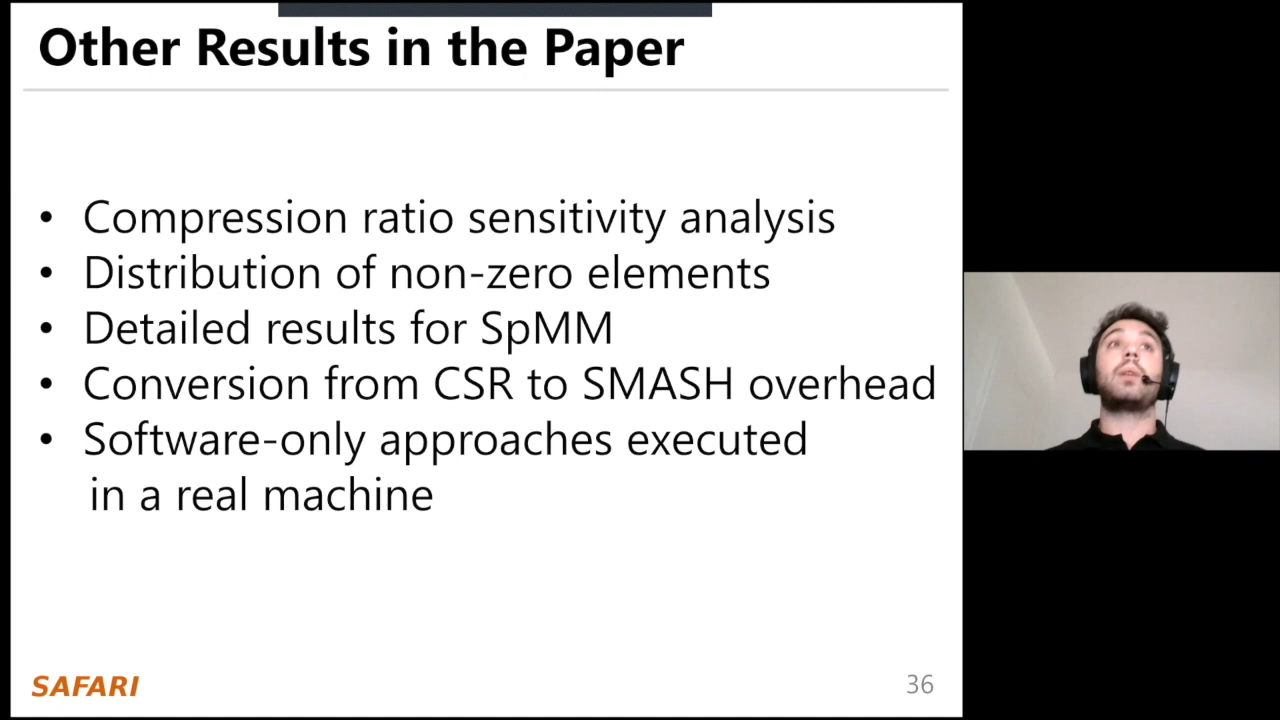 Other Results in the Paper
• Compression ratio sensitivity analysis
• Distribution of non-zero elements
• Detailed results for SpMM
• Conversion from CSR to SMASH overhead
• Software-only approaches executed
in a real machine
SAFARI
36